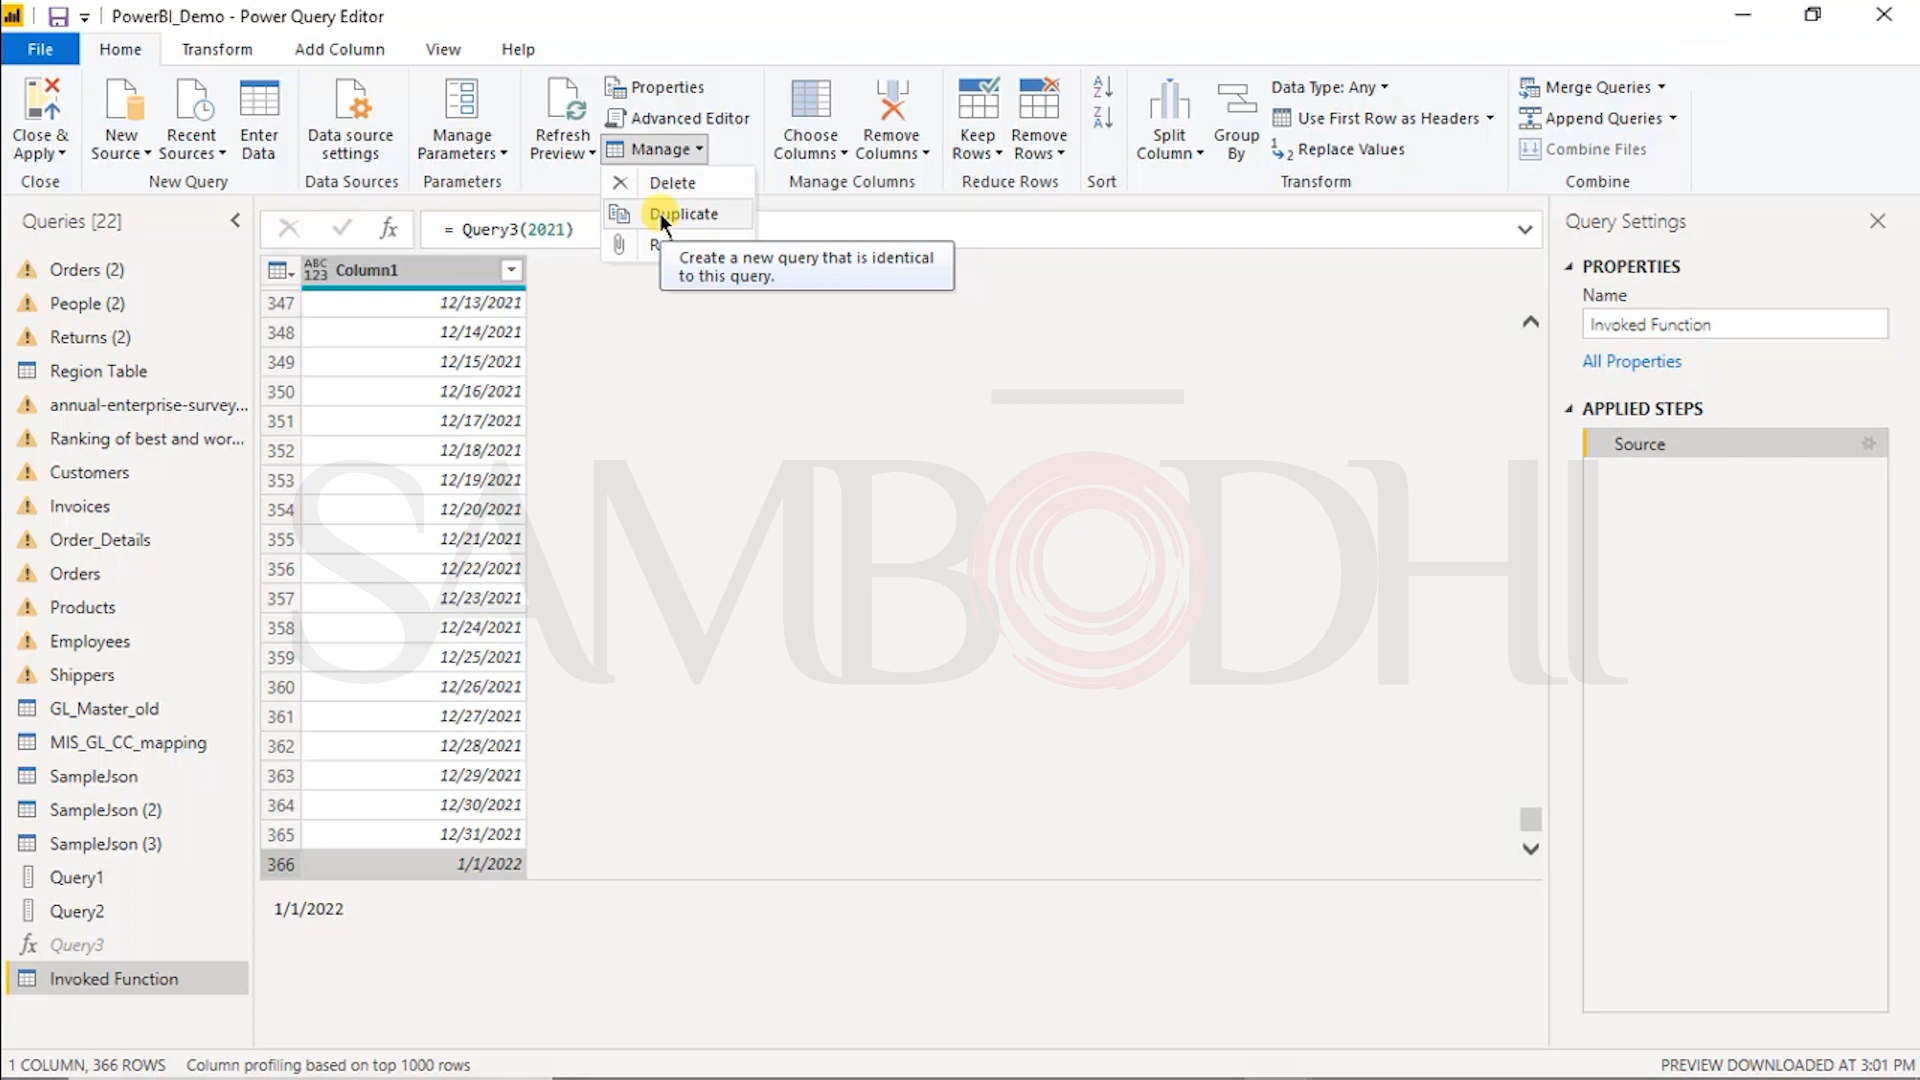 PowerBI_Demo - Power Query Editor
File Home Transform Add Column View Help
Close & Apply
Close
New Source
Recent Sources
Enter Data
New Query
Data source settings
Data Sources
Manage Parameters
Parameters
Refresh Preview
Properties
Advanced Editor
Manage
Choose Columns
Remove Columns
Manage Columns
Keep Rows
Remove Rows
Reduce Rows
Sort
Split Column
Group By
Data Type: Any
Use First Row as Headers
Replace Values
Transform
Merge Queries
Append Queries
Combine Files
Combine
Delete
Duplicate
Create a new query that is identical
to this query.
Queries [22]
Orders (2)
People (2)
Returns (2)
Region Table
annual-enterprise-survey...
Ranking of best and wor...
Customers
Invoices
Order_Details
Orders
Products
Employees
Shippers
GL_Master_old
MIS_GL_CC_mapping
SampleJson
SampleJson (2)
SampleJson (3)
Query1
Query2
fx Query3
Invoked Function
fx = Query3(2021)
ABC 123 Column1
347 12/13/2021
348 12/14/2021
349 12/15/2021
350 12/16/2021
351 12/17/2021
352 12/18/2021
353 12/19/2021
354 12/20/2021
355 12/21/2021
356 12/22/2021
357 12/23/2021
358 12/24/2021
359 12/25/2021
360 12/26/2021
361 12/27/2021
362 12/28/2021
363 12/29/2021
364 12/30/2021
365 12/31/2021
366 1/1/2022
1/1/2022
SAMBODHI
Query Settings
PROPERTIES
Name
Invoked Function
All Properties
APPLIED STEPS
Source
1 COLUMN, 366 ROWS Column profiling based on top 1000 rows
PREVIEW DOWNLOADED AT 3:01 PM